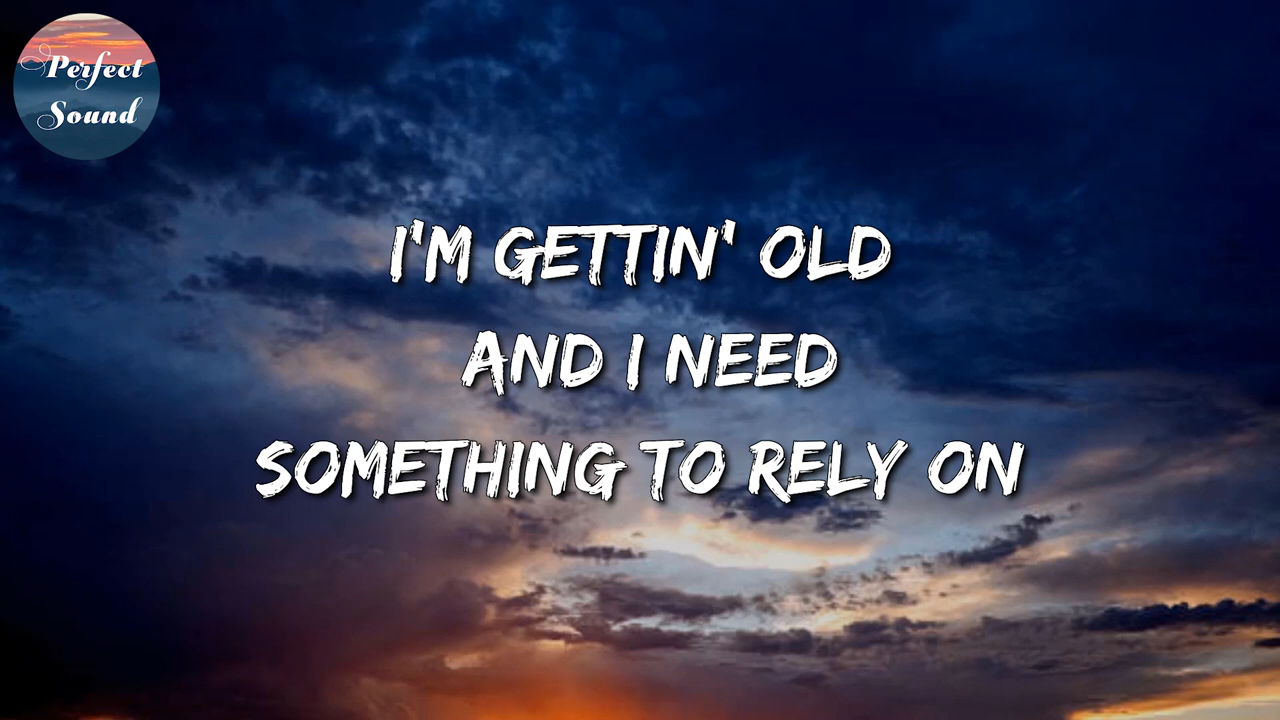 Perfect
Sound
I'M GETTIN' OLD
AND I NEED
SOMETHING TO RELY ON